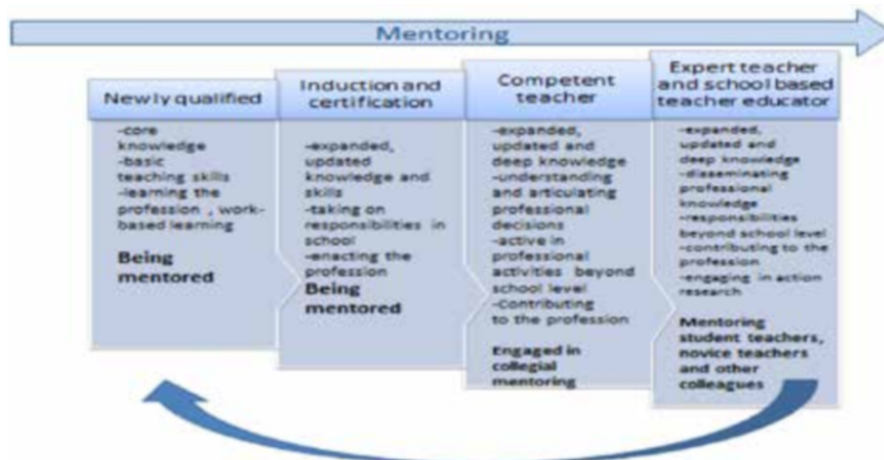 Mentoring
Newly qualified
-core
knowledge
-basic
teaching skills
-learning the
profession , work-
based learning
Being
mentored
Induction and
certification
-expanded,
updated
knowledge and
skills
-taking on
responsibilities in
school
-enacting the
profession
Being
mentored
Competent
teacher
-expanded,
updated and
deep knowledge
-understanding
and articulating
professional
decisions
-active in
professional
activities beyond
school level
-Contributing
to the profession
Engaged in
collegial
mentoring
Expert teacher
and school based
teacher educator
-expanded,
updated and
deep knowledge
-disseminating
professional
knowledge
-responsibilities
beyond school level
-contributing to the
profession
-engaging in action
research
Mentoring
student teachers,
novice teachers
and other
colleagues